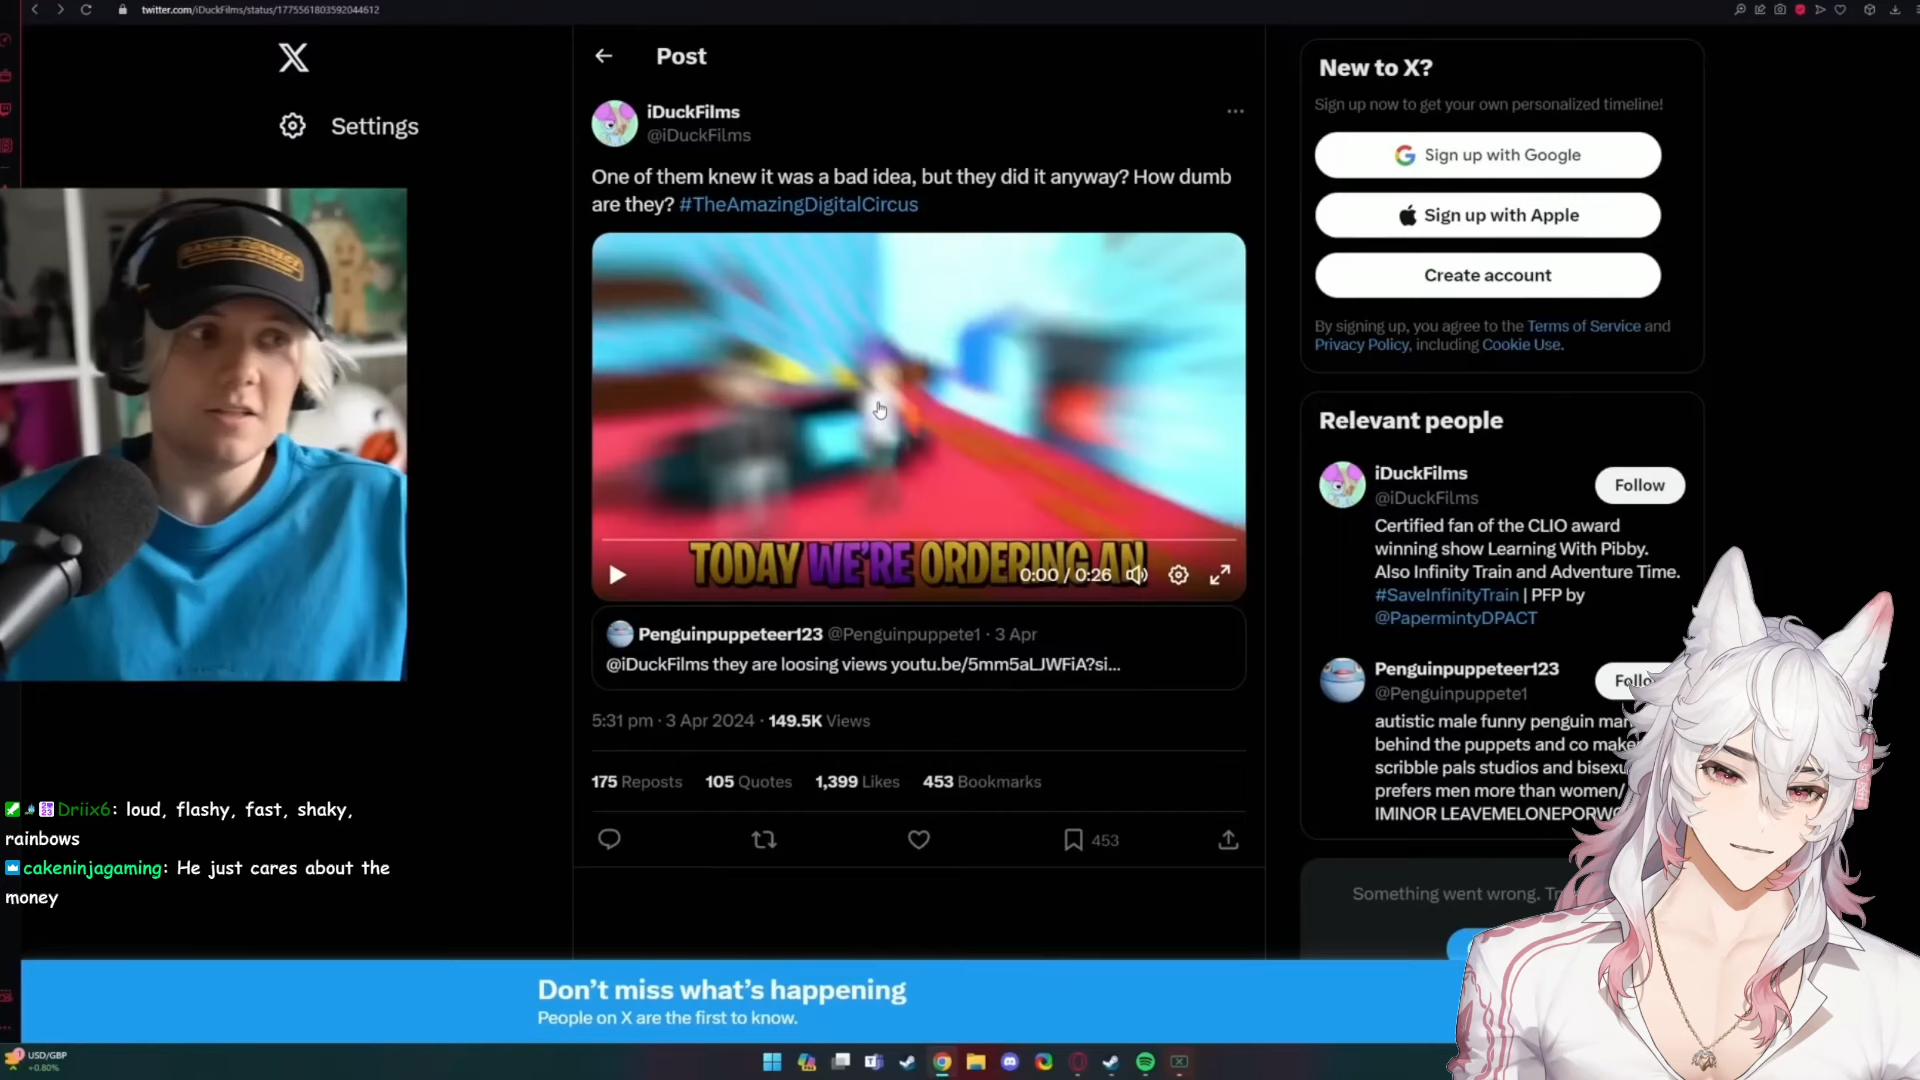 twitter.com/iDuckFilms/status/1775561803592044612
Post
Settings
iDuckFilms
@iDuckFilms
One of them knew it was a bad idea, but they did it anyway? How dumb
are they? #TheAmazingDigitalCircus
TODAY WE'RE ORDERING AN
0:00 / 0:26
Penguinpuppeteer123 @Penguinpuppete1 · 3 Apr
@iDuckFilms they are loosing views youtu.be/5mm5aLJWFiA?si...
5:31 pm · 3 Apr 2024 · 149.5K Views
175 Reposts 105 Quotes 1,399 Likes 453 Bookmarks
453
New to X?
Sign up now to get your own personalized timeline!
Sign up with Google
Sign up with Apple
Create account
By signing up, you agree to the Terms of Service and
Privacy Policy, including Cookie Use.
Relevant people
iDuckFilms
@iDuckFilms
Follow
Certified fan of the CLIO award
winning show Learning With Pibby.
Also Infinity Train and Adventure Time.
#SaveInfinityTrain | PFP by
@PapermintyDPACT
Penguinpuppeteer123
@Penguinpuppete1
Follo
autistic male funny penguin man
behind the puppets and co make
scribble pals studios and bisexu
prefers men more than women/
IMINOR LEAVEMELONEPORWO
Something went wrong. Tr
Driix6: loud, flashy, fast, shaky,
rainbows
cakeninjagaming: He just cares about the
money
Don't miss what's happening
People on X are the first to know.
USD/GBP
+0.80%